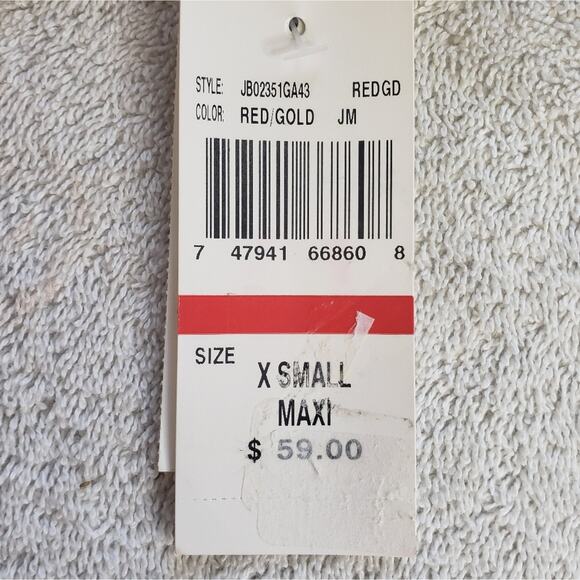 STYLE: JB02351GA43 REDGD
COLOR: RED/GOLD JM
7 47941 66860 8
SIZE X SMALL
MAXI
$ 59.00